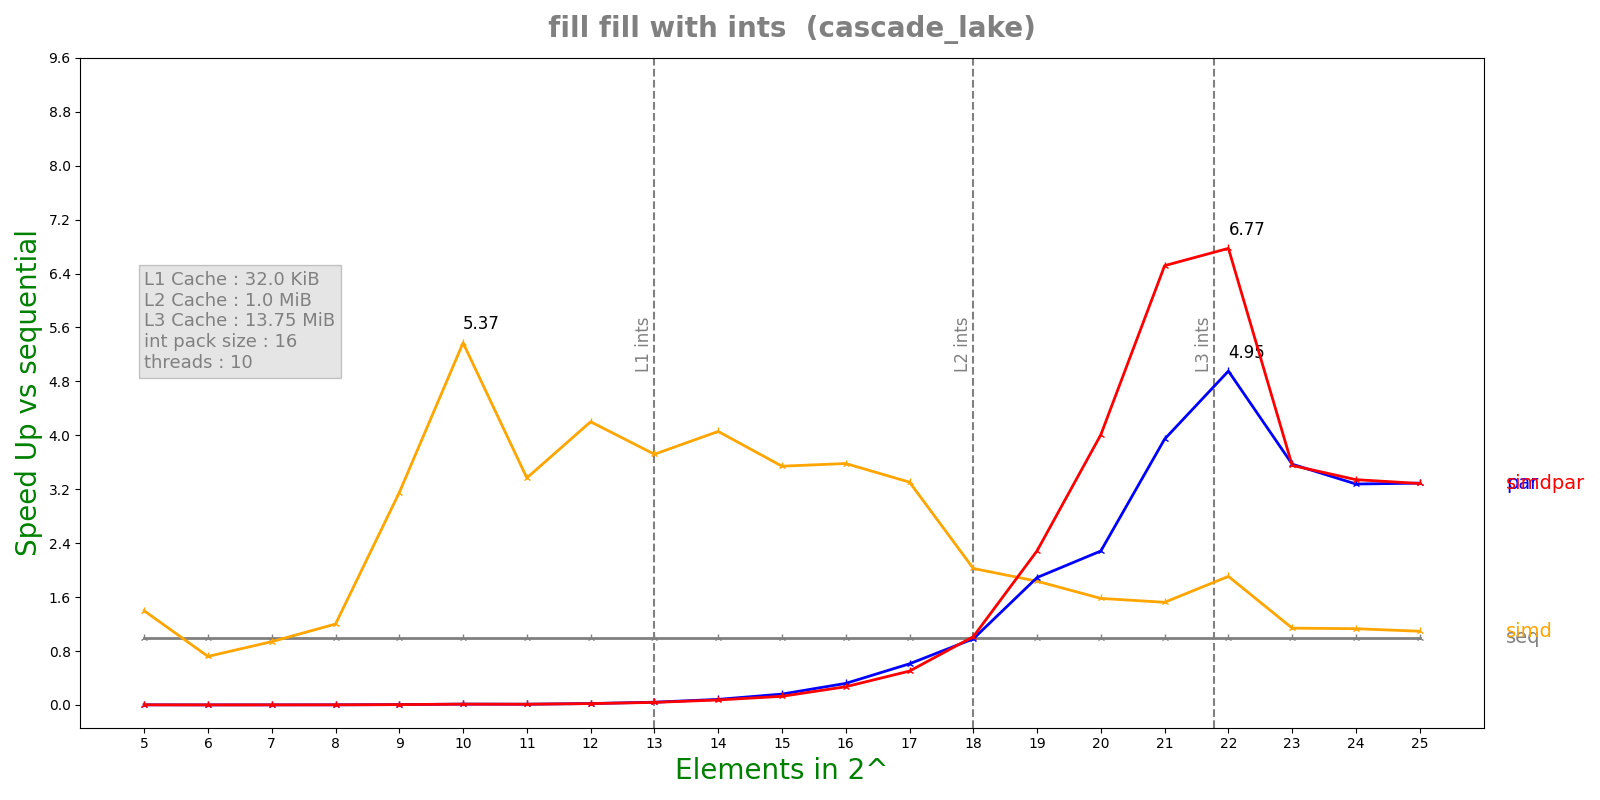 fill fill with ints  (cascade_lake)
Speed Up vs sequential
9.6
8.8
8.0
7.2
6.4
5.6
4.8
4.0
3.2
2.4
1.6
0.8
0.0
L1 Cache : 32.0 KiB
L2 Cache : 1.0 MiB
L3 Cache : 13.75 MiB
int pack size : 16
threads : 10
5.37
6.77
4.95
L1 ints
L2 ints
L3 ints
simdpar
par
simd
seq
5 6 7 8 9 10 11 12 13 14 15 16 17 18 19 20 21 22 23 24 25
Elements in 2^